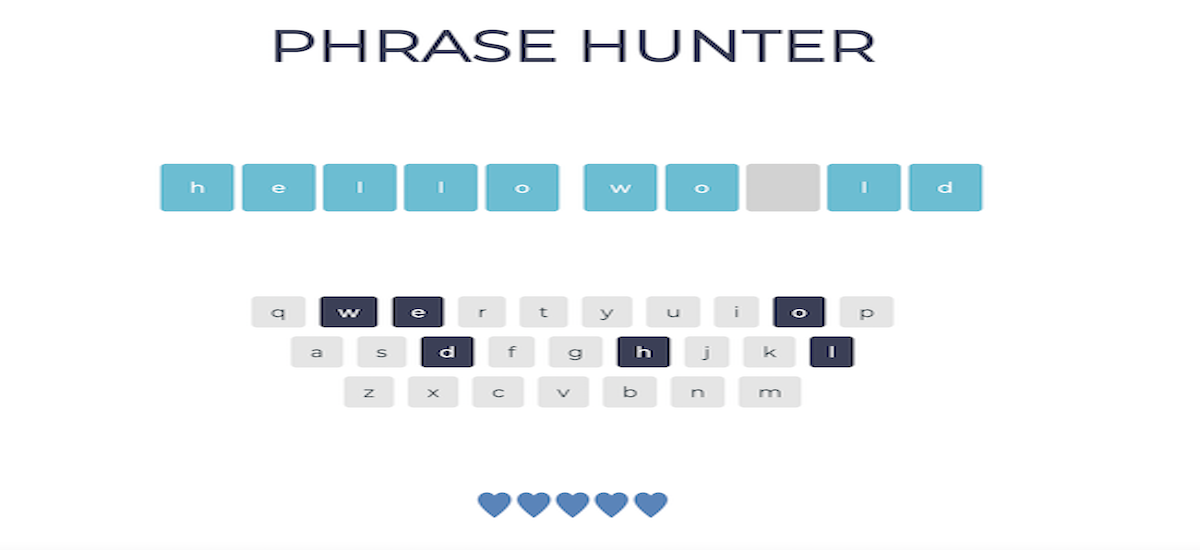 PHRASE HUNTER
h e l l o w o l d
q w e r t y u i o p
a s d f g h j k l
z x c v b n m